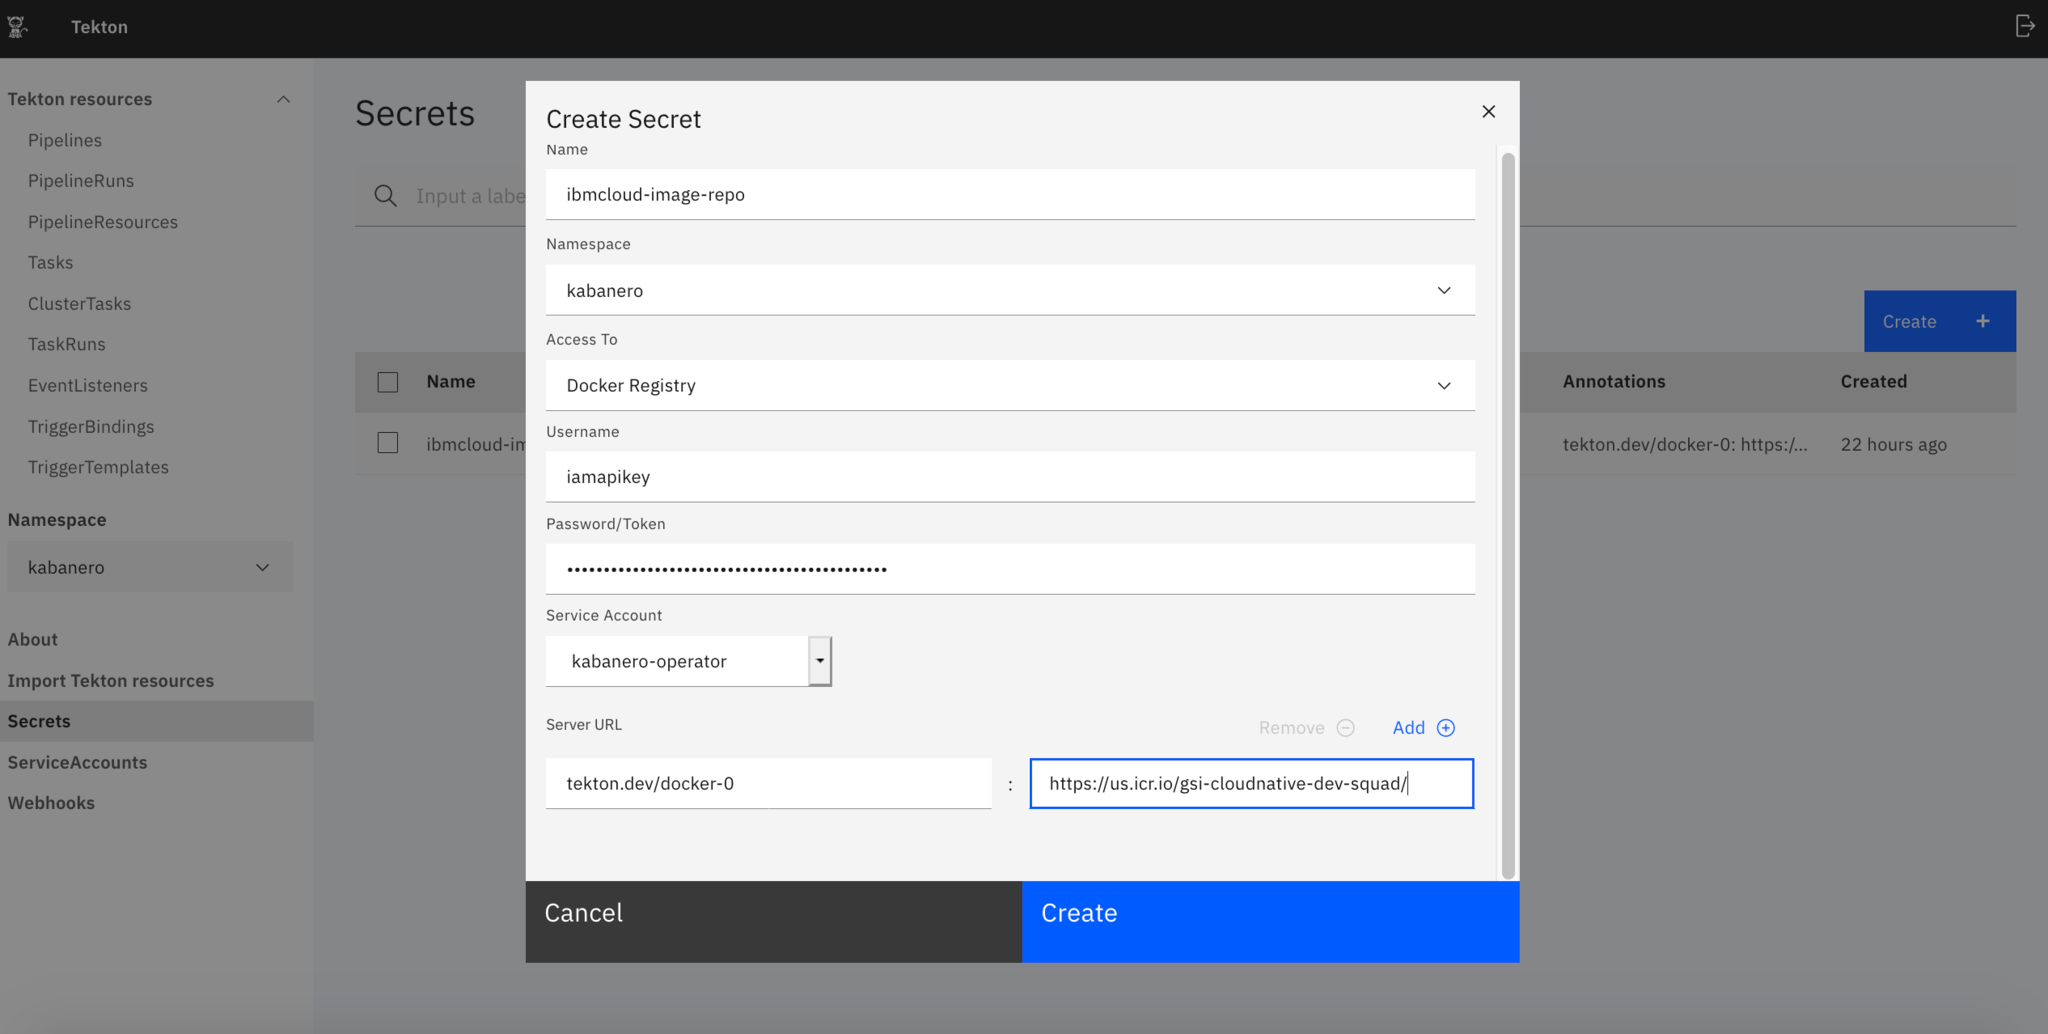 Tekton
Tekton resources
Pipelines
PipelineRuns
PipelineResources
Tasks
ClusterTasks
TaskRuns
EventListeners
TriggerBindings
TriggerTemplates
Namespace
kabanero
About
Import Tekton resources
Secrets
ServiceAccounts
Webhooks
Secrets
Input a labe
Create +
Name
Annotations
Created
ibmcloud-im
tekton.dev/docker-0: https:/...
22 hours ago
Create Secret
Name
ibmcloud-image-repo
Namespace
kabanero
Access To
Docker Registry
Username
iamapikey
Password/Token
••••••••••••••••••••••••••••••••••••••••••••
Service Account
kabanero-operator
Server URL
Remove
Add
tekton.dev/docker-0 : https://us.icr.io/gsi-cloudnative-dev-squad/
Cancel
Create